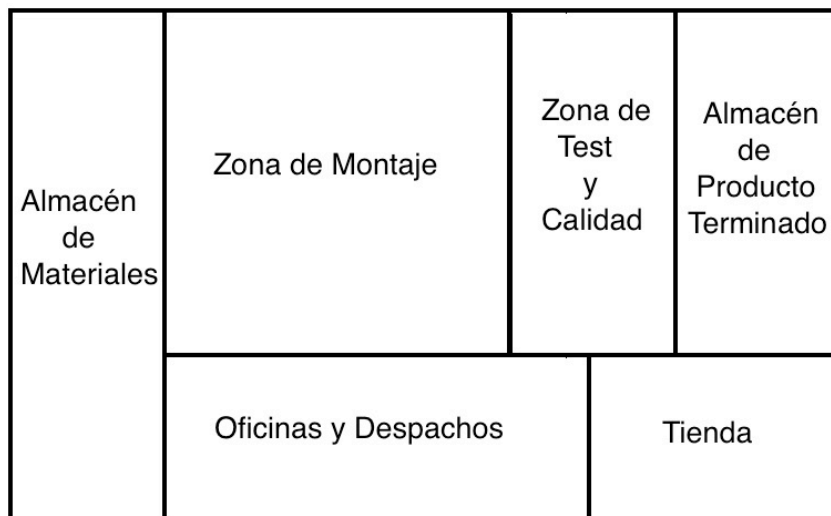 Almacén
de
Materiales
Zona de Montaje
Zona de
Test
y
Calidad
Almacén
de
Producto
Terminado
Oficinas y Despachos
Tienda